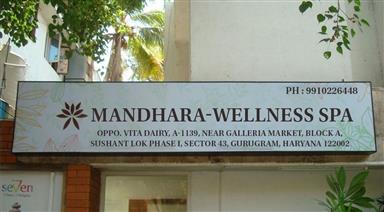 PH : 9910226448
MANDHARA-WELLNESS SPA
OPPO. VITA DAIRY, A-1139, NEAR GALLERIA MARKET, BLOCK A,
SUSHANT LOK PHASE I, SECTOR 43, GURUGRAM, HARYANA 122002
seven